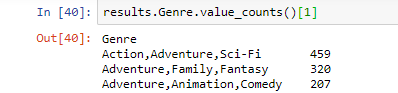 In [40]: results.Genre.value_counts()[1]
Out[40]: Genre
Action,Adventure,Sci-Fi 459
Adventure,Family,Fantasy 320
Adventure,Animation,Comedy 207